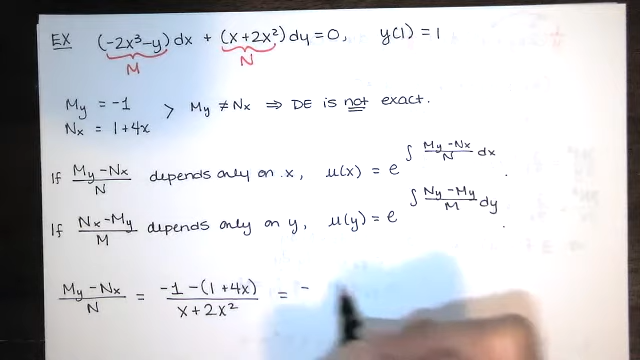 EX (-2x³-y)dx + (x+2x²)dy = 0, y(1) = 1
M N
My = -1
Nx = 1+4x > My ≠ Nx ⇒ DE is not exact.
If (My-Nx)/N depends only on x, μ(x) = e^∫ (My-Nx)/N dx .
If (Nx-My)/M depends only on y, μ(y) = e^∫ (Ny-My)/M dy .
(My-Nx)/N = (-1-(1+4x))/(x+2x²) = -